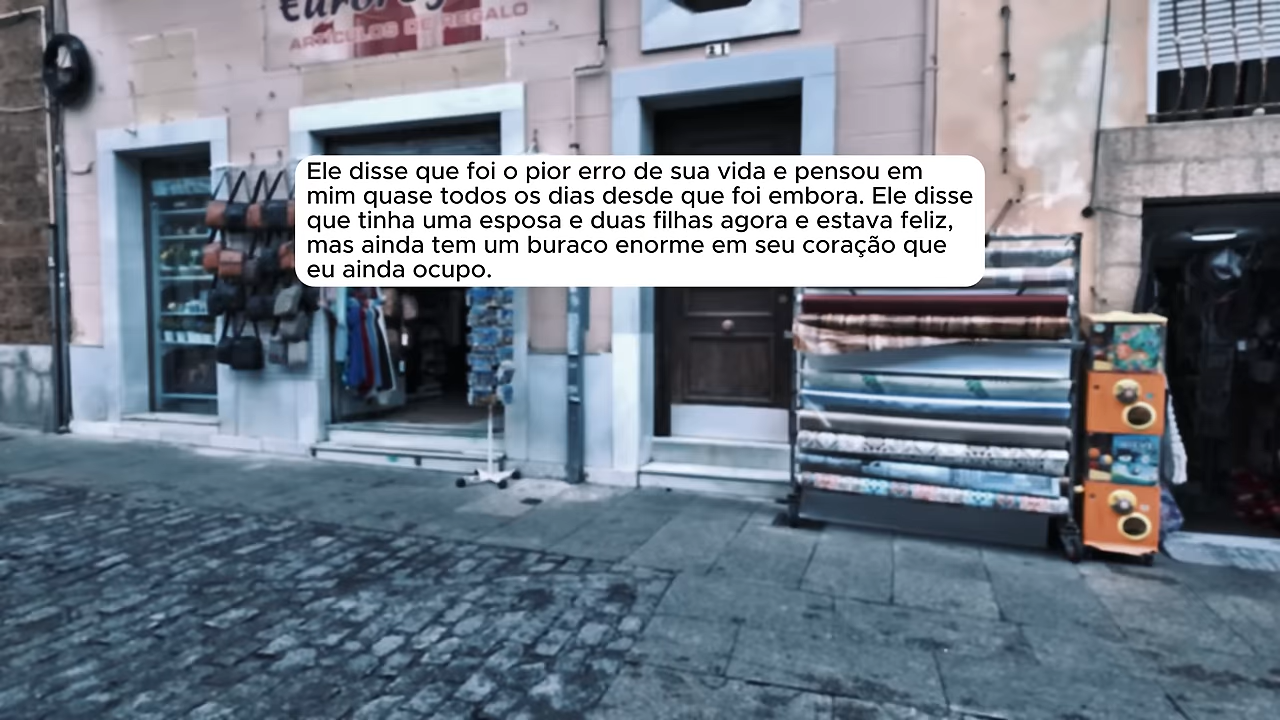 ARTICULOS DE REGALO
21
Ele disse que foi o pior erro de sua vida e pensou em
mim quase todos os dias desde que foi embora. Ele disse
que tinha uma esposa e duas filhas agora e estava feliz,
mas ainda tem um buraco enorme em seu coração que
eu ainda ocupo.